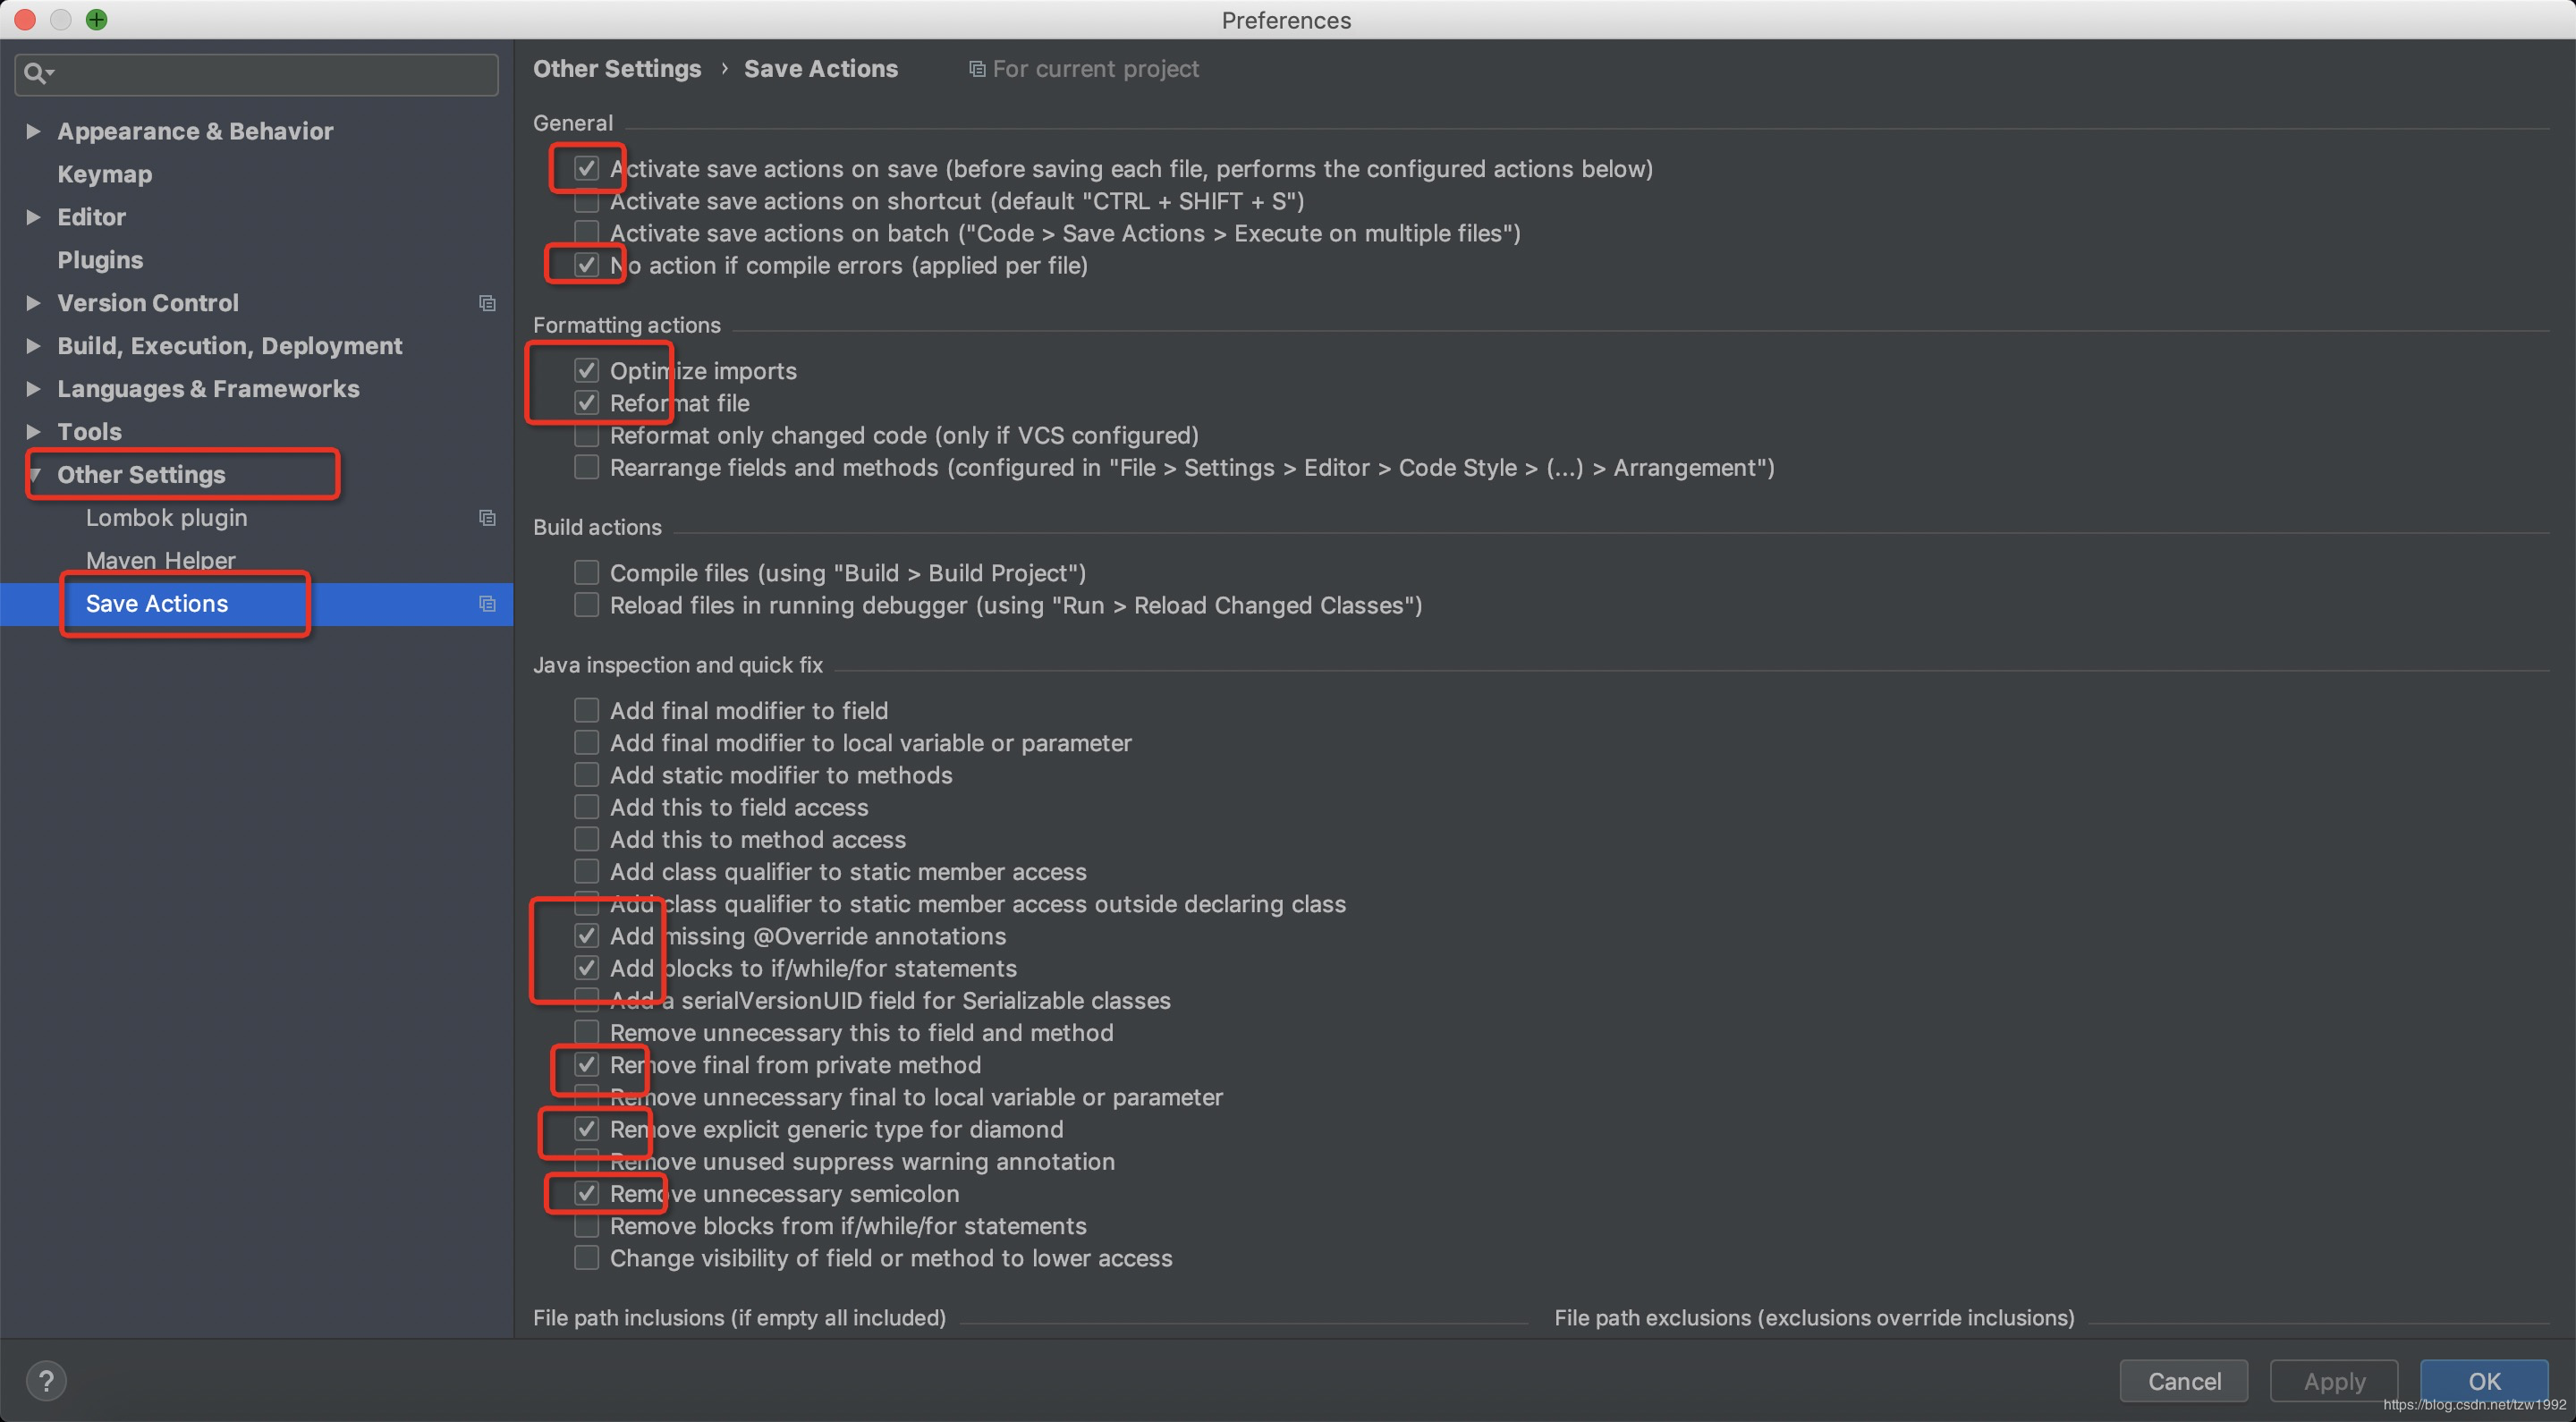 Preferences
Appearance & Behavior
Keymap
Editor
Plugins
Version Control
Build, Execution, Deployment
Languages & Frameworks
Tools
Other Settings
Lombok plugin
Maven Helper
Save Actions
Other Settings › Save Actions For current project
General
Activate save actions on save (before saving each file, performs the configured actions below)
Activate save actions on shortcut (default "CTRL + SHIFT + S")
Activate save actions on batch ("Code > Save Actions > Execute on multiple files")
No action if compile errors (applied per file)
Formatting actions
Optimize imports
Reformat file
Reformat only changed code (only if VCS configured)
Rearrange fields and methods (configured in "File > Settings > Editor > Code Style > (...) > Arrangement")
Build actions
Compile files (using "Build > Build Project")
Reload files in running debugger (using "Run > Reload Changed Classes")
Java inspection and quick fix
Add final modifier to field
Add final modifier to local variable or parameter
Add static modifier to methods
Add this to field access
Add this to method access
Add class qualifier to static member access
Add class qualifier to static member access outside declaring class
Add missing @Override annotations
Add blocks to if/while/for statements
Add a serialVersionUID field for Serializable classes
Remove unnecessary this to field and method
Remove final from private method
Remove unnecessary final to local variable or parameter
Remove explicit generic type for diamond
Remove unused suppress warning annotation
Remove unnecessary semicolon
Remove blocks from if/while/for statements
Change visibility of field or method to lower access
File path inclusions (if empty all included)
File path exclusions (exclusions override inclusions)
?
Cancel
Apply
OK
https://blog.csdn.net/tzw1992